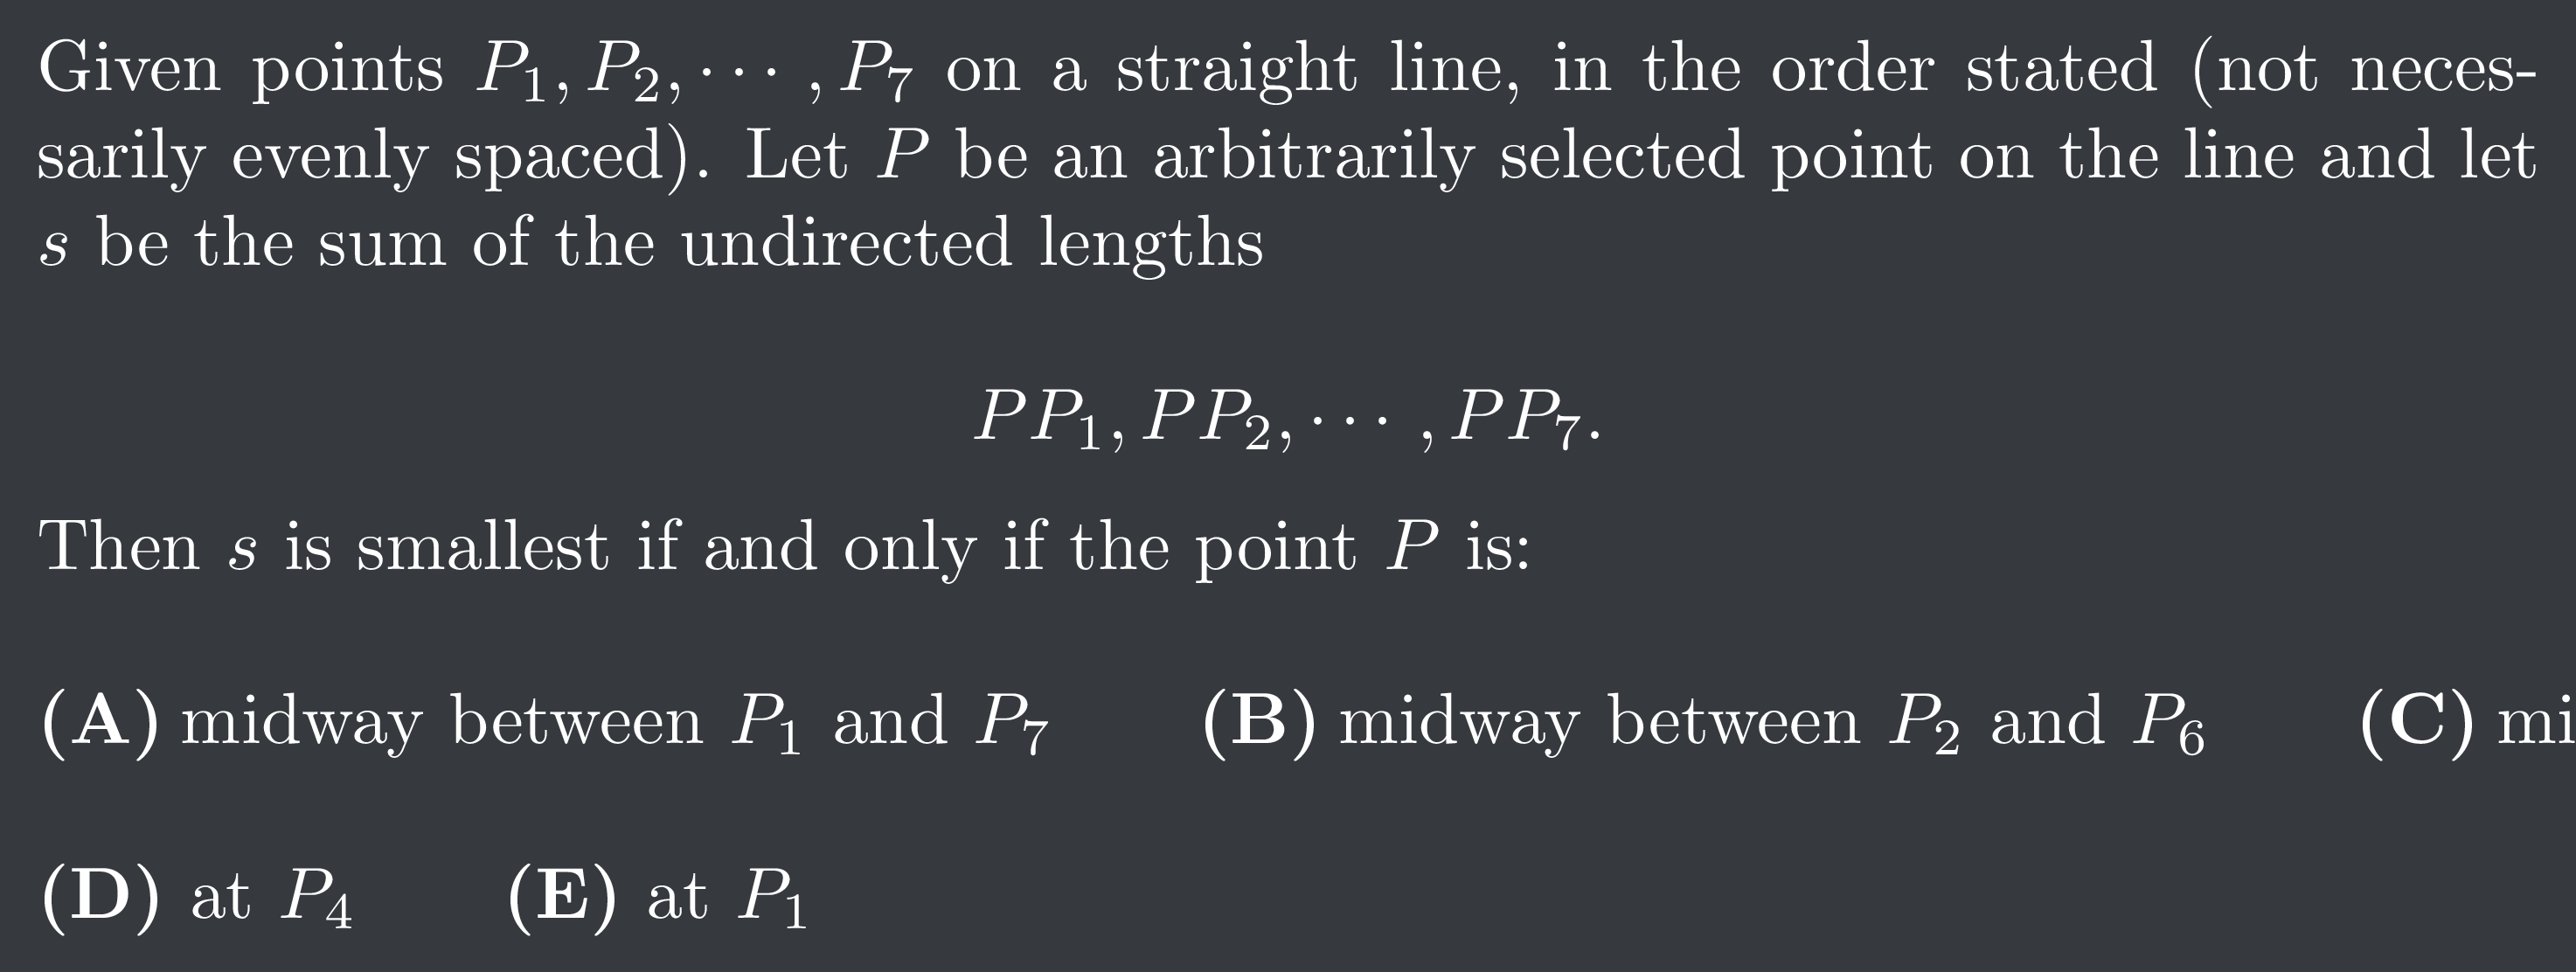 Given points $P_1, P_2, \cdots, P_7$ on a straight line, in the order stated (not neces-
sarily evenly spaced). Let $P$ be an arbitrarily selected point on the line and let
$s$ be the sum of the undirected lengths
$PP_1, PP_2, \cdots, PP_7.$
Then $s$ is smallest if and only if the point $P$ is:
(A) midway between $P_1$ and $P_7$ (B) midway between $P_2$ and $P_6$ (C) mi
(D) at $P_4$ (E) at $P_1$